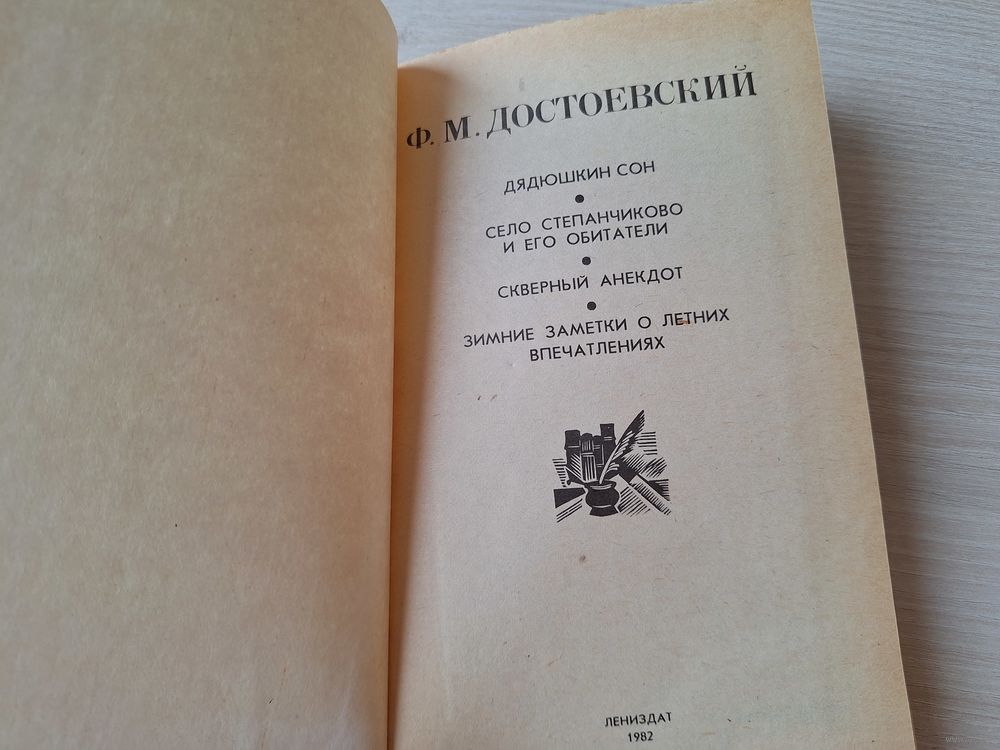 Ф. М. ДОСТОЕВСКИЙ
ДЯДЮШКИН СОН
СЕЛО СТЕПАНЧИКОВО
И ЕГО ОБИТАТЕЛИ
СКВЕРНЫЙ АНЕКДОТ
ЗИМНИЕ ЗАМЕТКИ О ЛЕТНИХ
ВПЕЧАТЛЕНИЯХ
ЛЕНИЗДАТ
1982